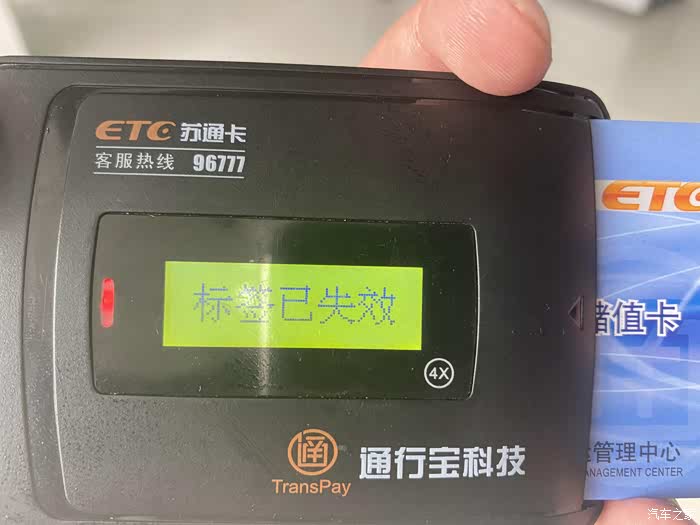 ETC 苏通卡
客服热线 96777
标签已失效
4X
通行宝科技
TransPay
ETC
储值卡
管理中心
MANAGEMENT CENTER
汽车之家